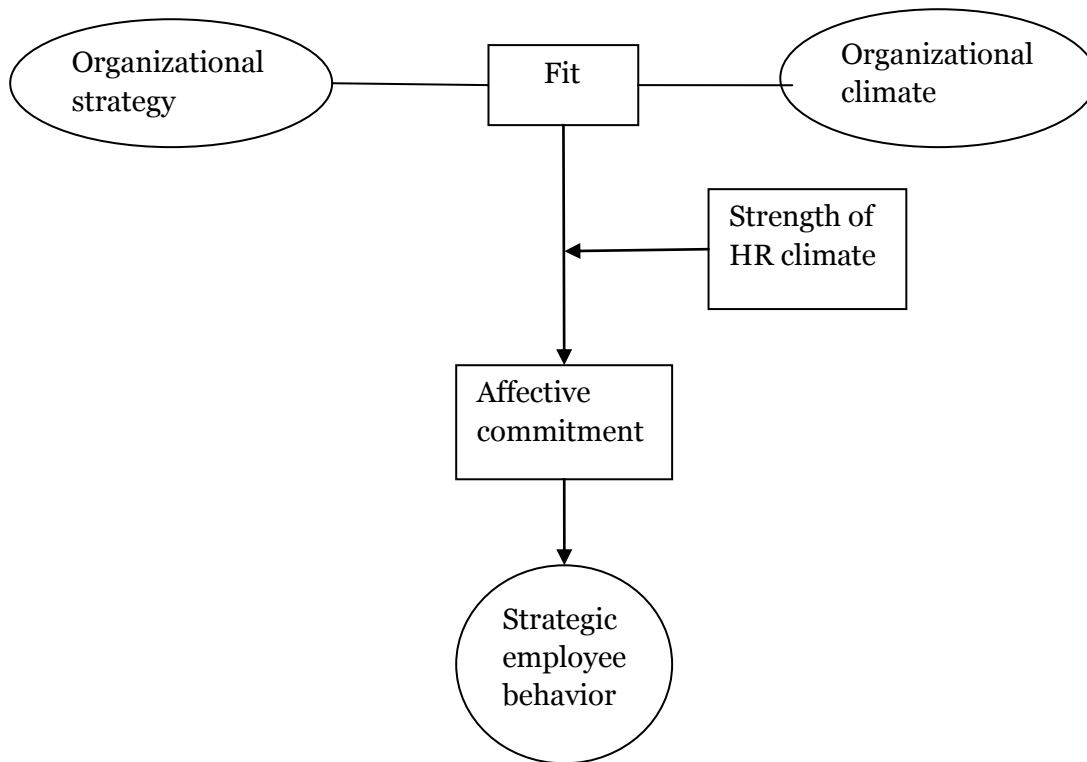 Organizational
strategy
Fit
Organizational
climate
Strength of
HR climate
Affective
commitment
Strategic
employee
behavior